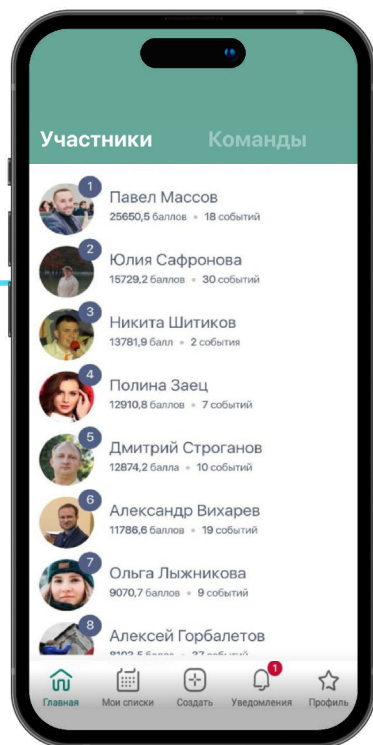 Участники Команды
1
Павел Массов
25650,5 баллов • 18 событий
2
Юлия Сафронова
15729,2 баллов • 30 событий
3
Никита Шитиков
13781,9 балл • 2 события
4
Полина Заец
12910,8 баллов • 7 событий
5
Дмитрий Строганов
12874,2 балла • 10 событий
6
Александр Вихарев
11786,6 баллов • 19 событий
7
Ольга Лыжникова
9070,7 баллов • 9 событий
8
Алексей Горбалетов
37 событий
1
Главная Мои списки Создать Уведомления Профиль